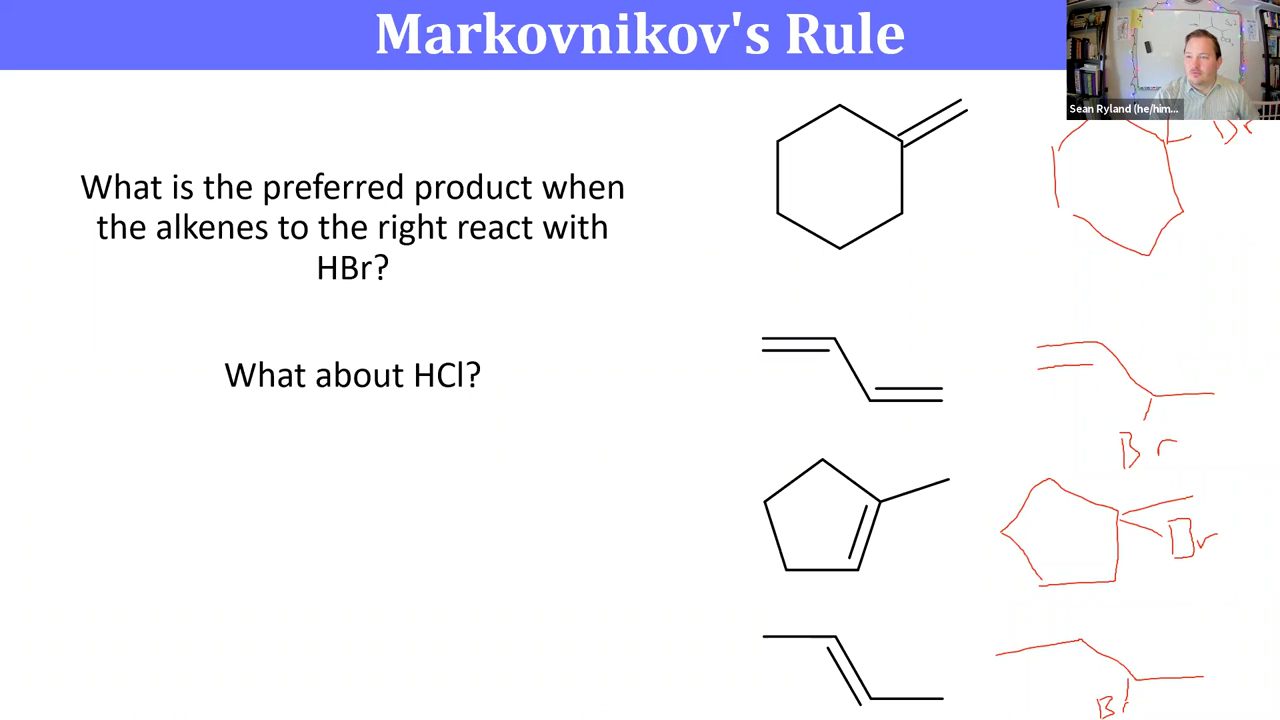 Markovnikov's Rule
Sean Ryland (he/him...
Br
What is the preferred product when
the alkenes to the right react with
HBr?
What about HCl?
Br
Br
Br